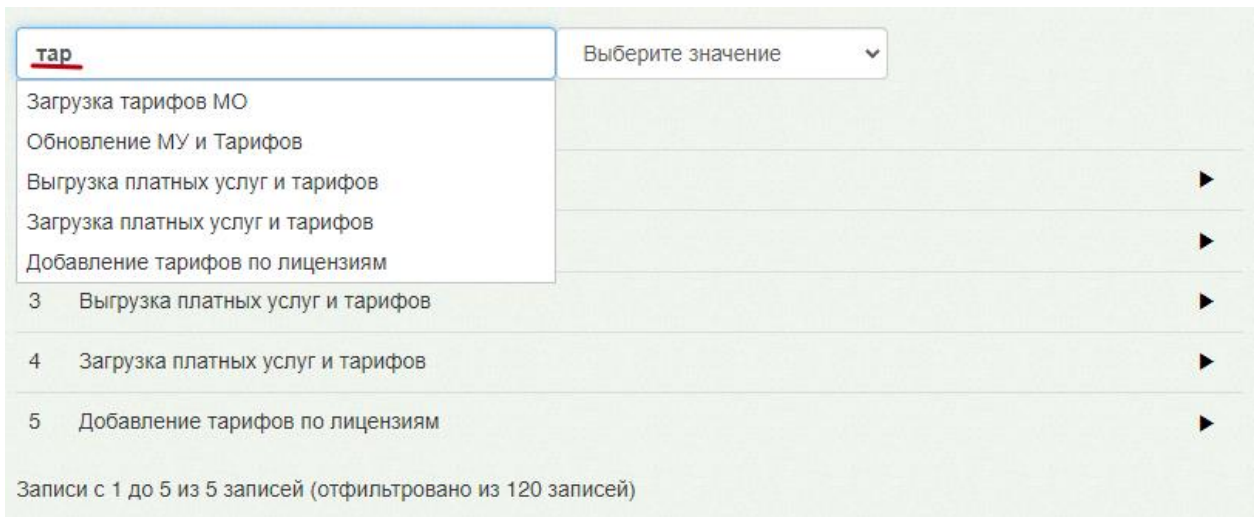 тар Выберите значение
Загрузка тарифов МО
Обновление МУ и Тарифов
Выгрузка платных услуг и тарифов
Загрузка платных услуг и тарифов
Добавление тарифов по лицензиям
3 Выгрузка платных услуг и тарифов
4 Загрузка платных услуг и тарифов
5 Добавление тарифов по лицензиям
Записи с 1 до 5 из 5 записей (отфильтровано из 120 записей)